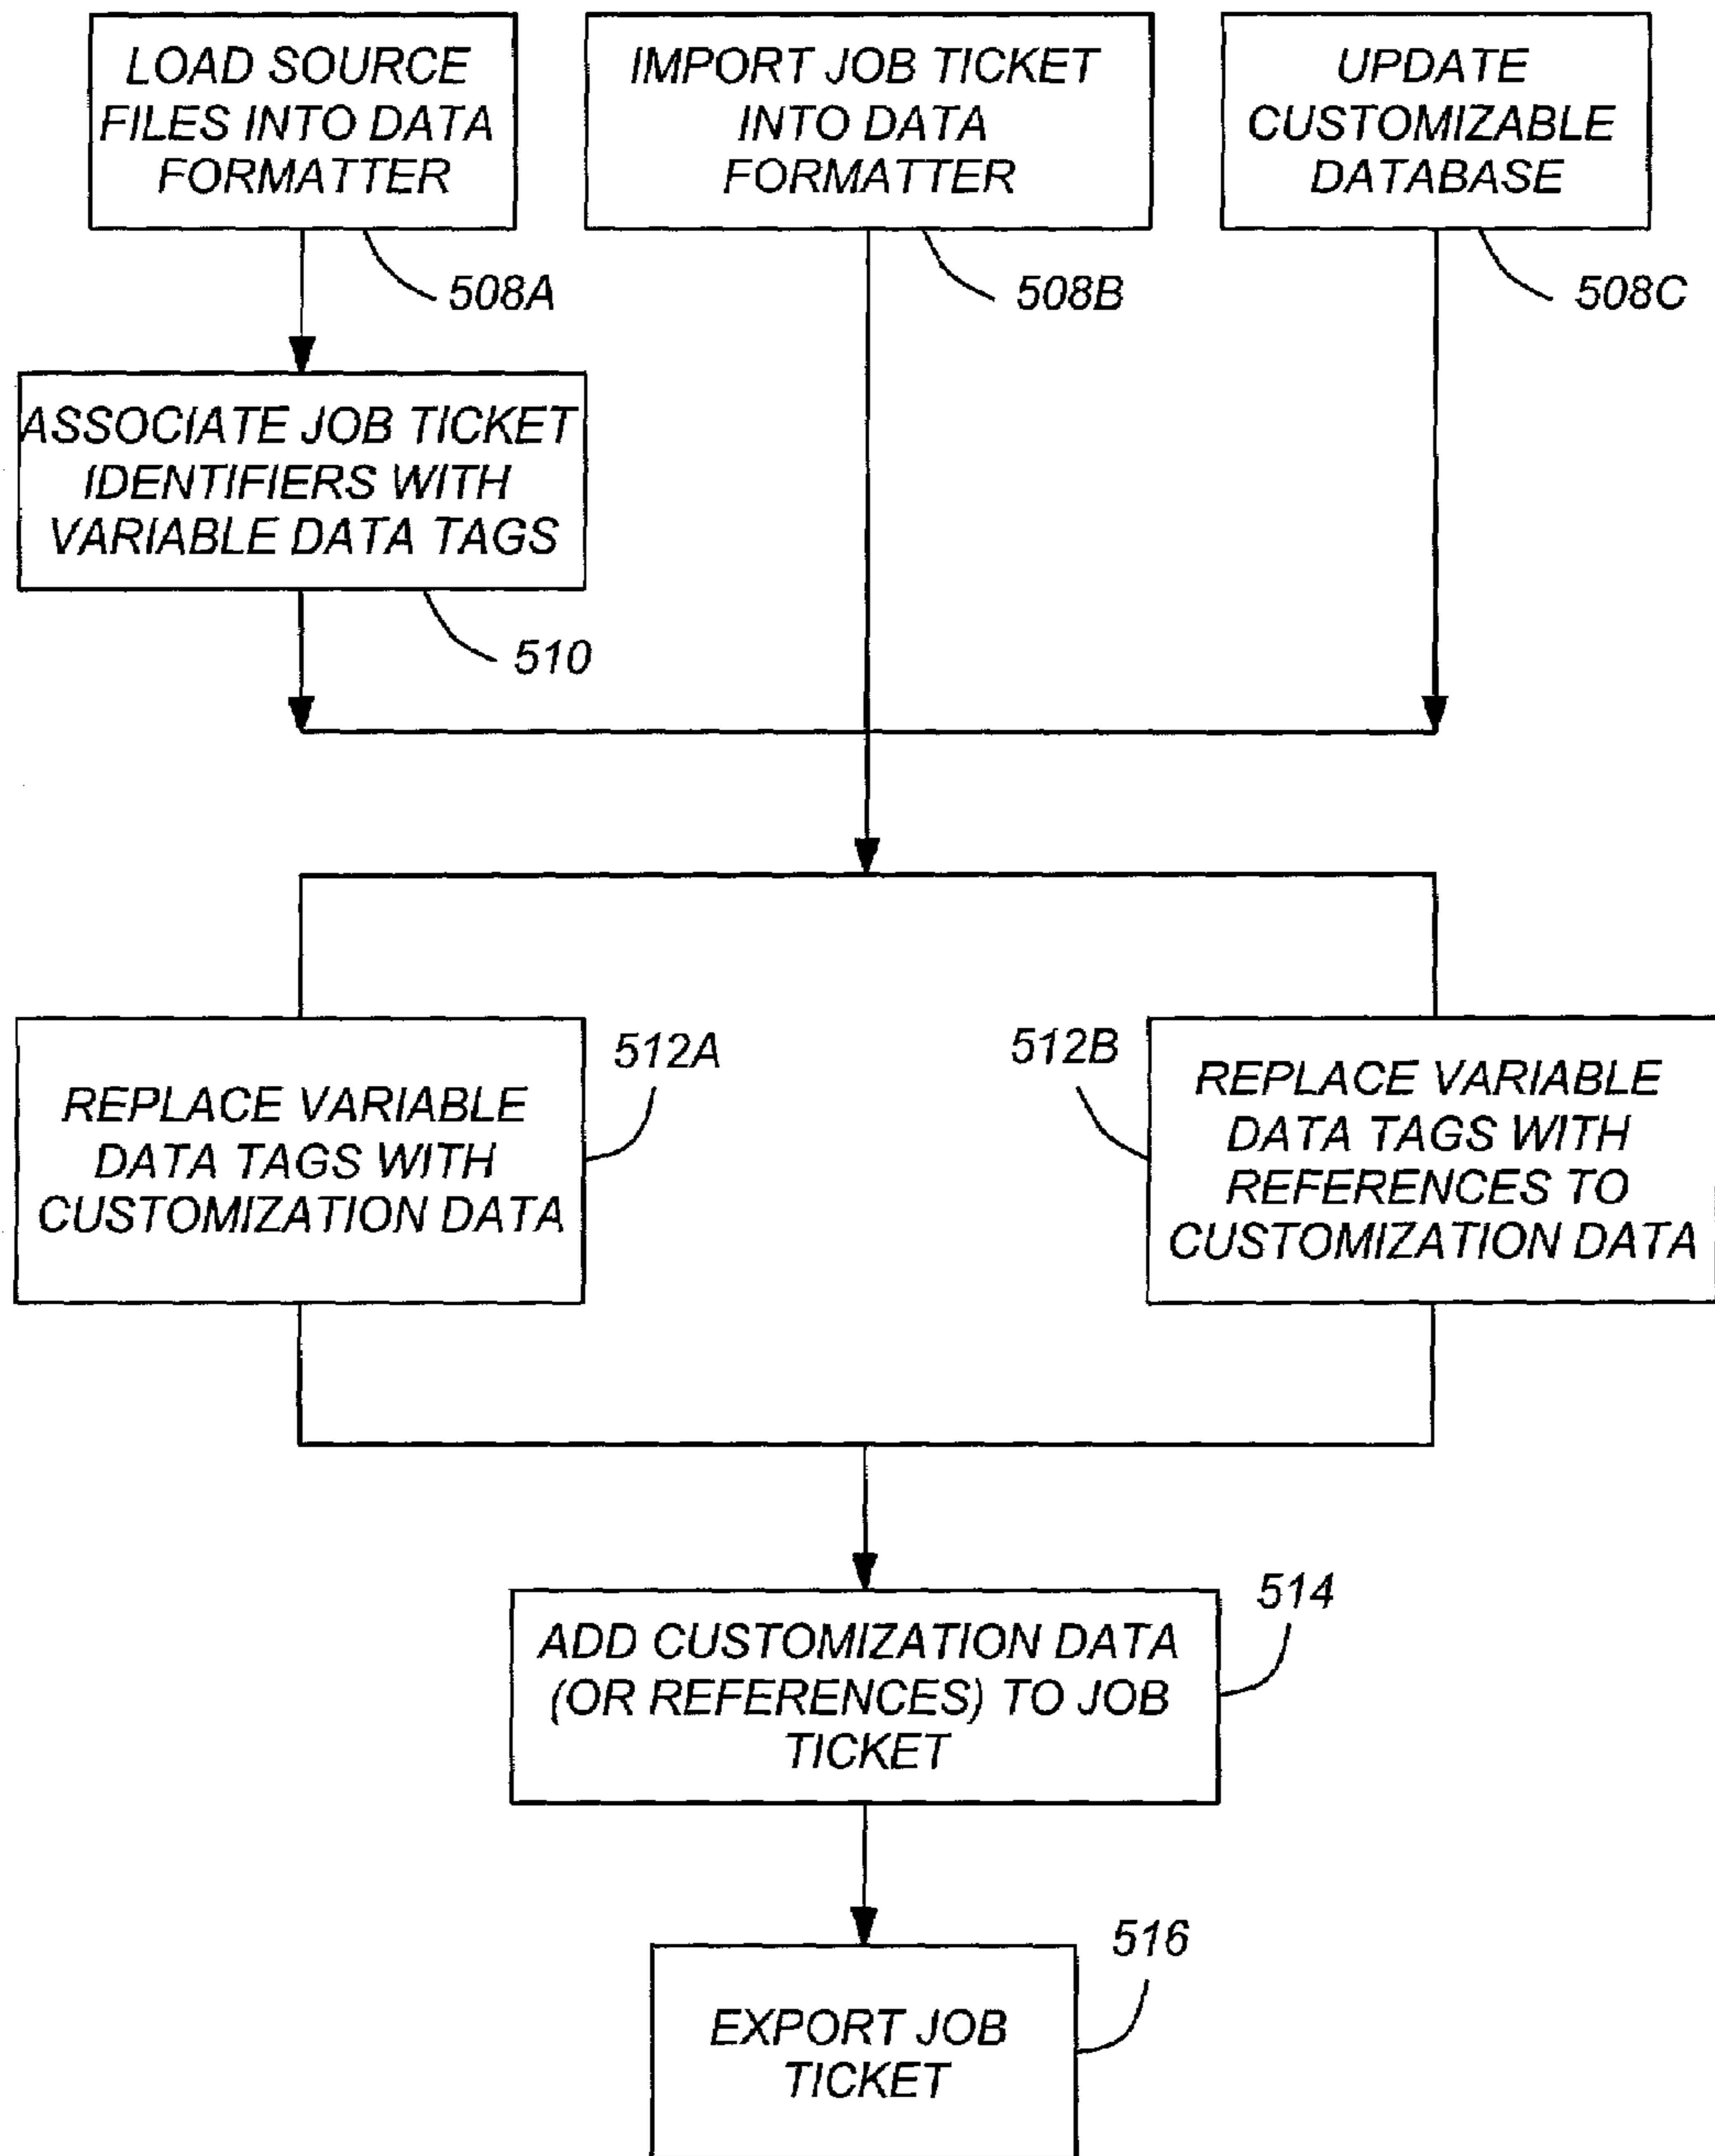 LOAD SOURCE
FILES INTO DATA
FORMATTER
508A
IMPORT JOB TICKET
INTO DATA
FORMATTER
508B
UPDATE
CUSTOMIZABLE
DATABASE
508C
ASSOCIATE JOB TICKET
IDENTIFIERS WITH
VARIABLE DATA TAGS
510
REPLACE VARIABLE
DATA TAGS WITH
CUSTOMIZATION DATA
512A
512B
REPLACE VARIABLE
DATA TAGS WITH
REFERENCES TO
CUSTOMIZATION DATA
ADD CUSTOMIZATION DATA
(OR REFERENCES) TO JOB
TICKET
514
EXPORT JOB
TICKET
516